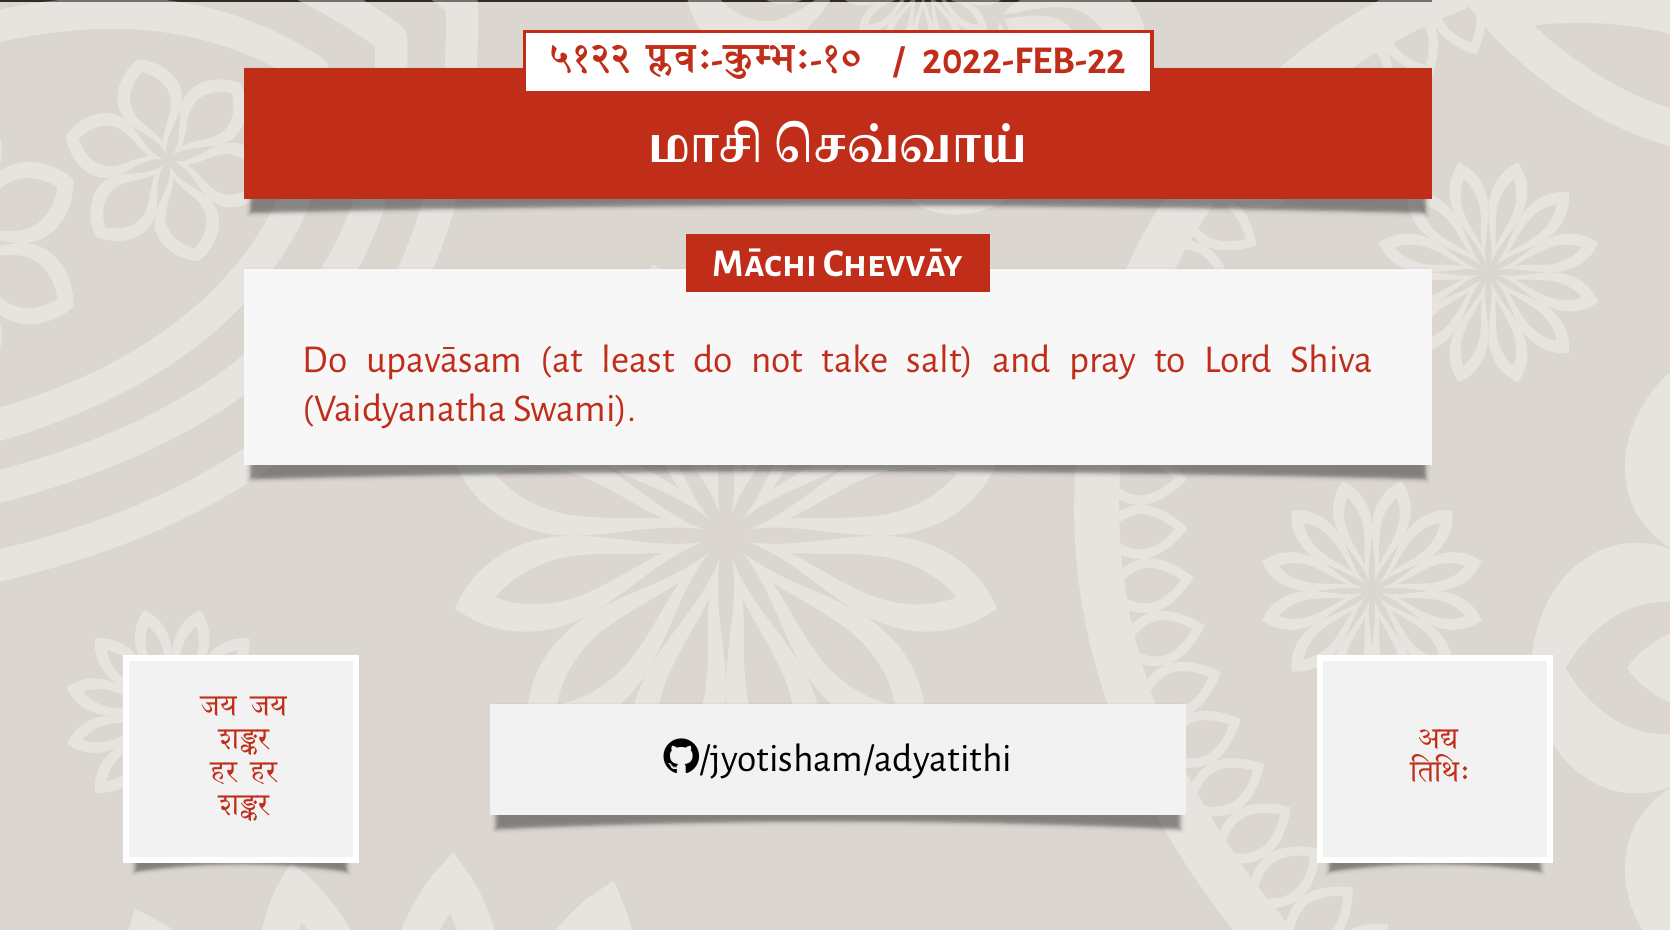 ५१२२ प्लवः-कुम्भः-१० / 2022-FEB-22
மாசி செவ்வாய்
Māchi Chevvāy
Do upavāsam (at least do not take salt) and pray to Lord Shiva
(Vaidyanatha Swami).
जय जय
शङ्कर
हर हर
शङ्कर
/jyotisham/adyatithi
अद्य
तिथिः